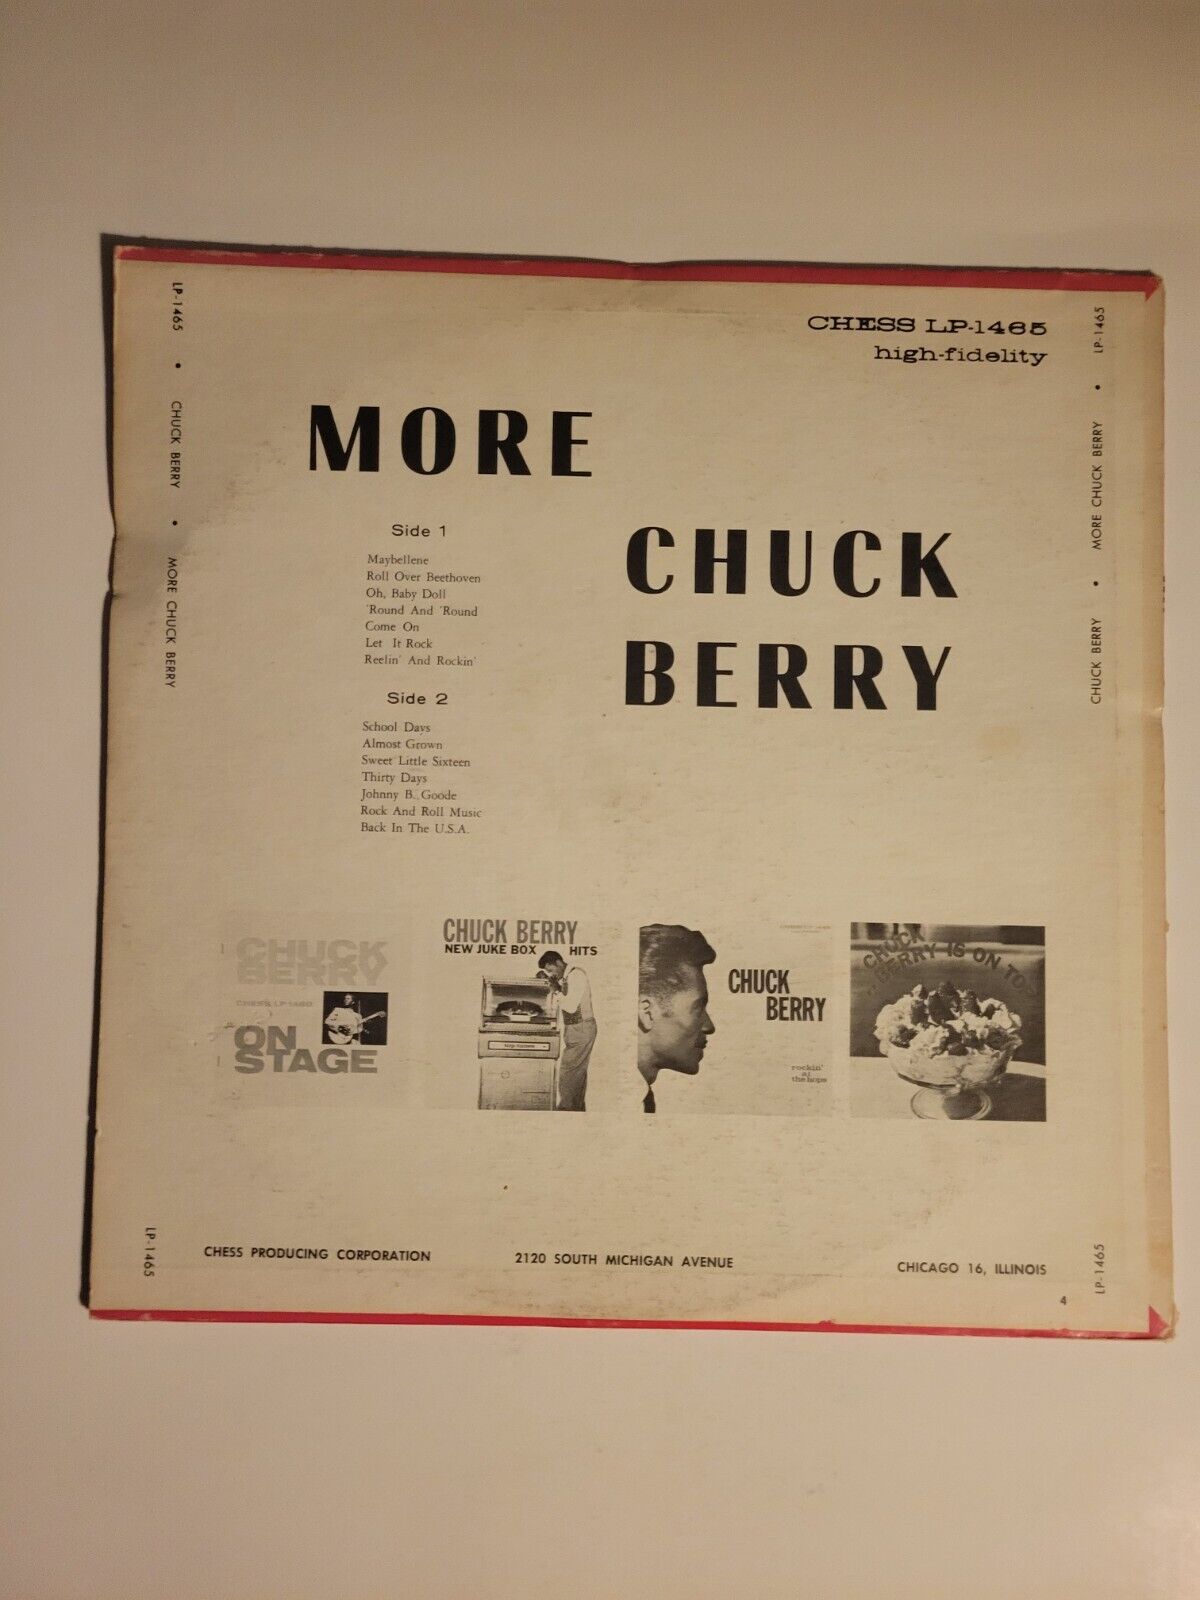 CHESS LP-1465
high-fidelity
MORE
CHUCK
BERRY
Side 1
Maybellene
Roll Over Beethoven
Oh, Baby Doll
'Round And 'Round
Come On
Let It Rock
Reelin' And Rockin'
Side 2
School Days
Almost Grown
Sweet Little Sixteen
Thirty Days
Johnny B. Goode
Rock And Roll Music
Back In The U.S.A.
LP-1465 • CHUCK BERRY • MORE CHUCK BERRY
LP-1465
CHUCK BERRY • MORE CHUCK BERRY • LP-1465
LP-1465
CHUCK
BERRY
CHESS LP-1480
ON
STAGE
CHUCK BERRY
NEW JUKE BOX HITS
CHUCK
BERRY
rockin'
at
the hops
CHUCK
BERRY IS ON TOP
CHESS PRODUCING CORPORATION 2120 SOUTH MICHIGAN AVENUE CHICAGO 16, ILLINOIS
4